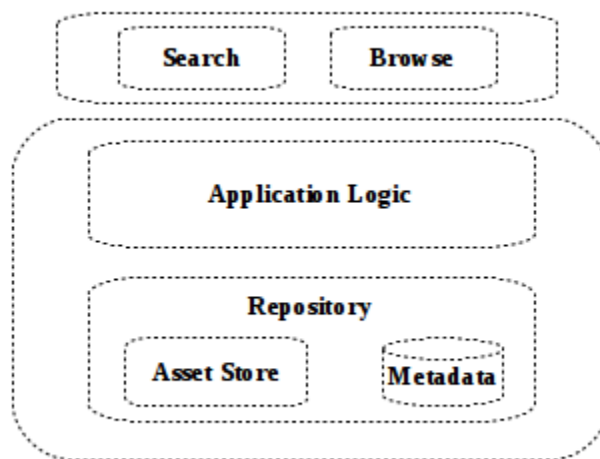 Search
Browse
Application Logic
Repository
Asset Store
Metadata